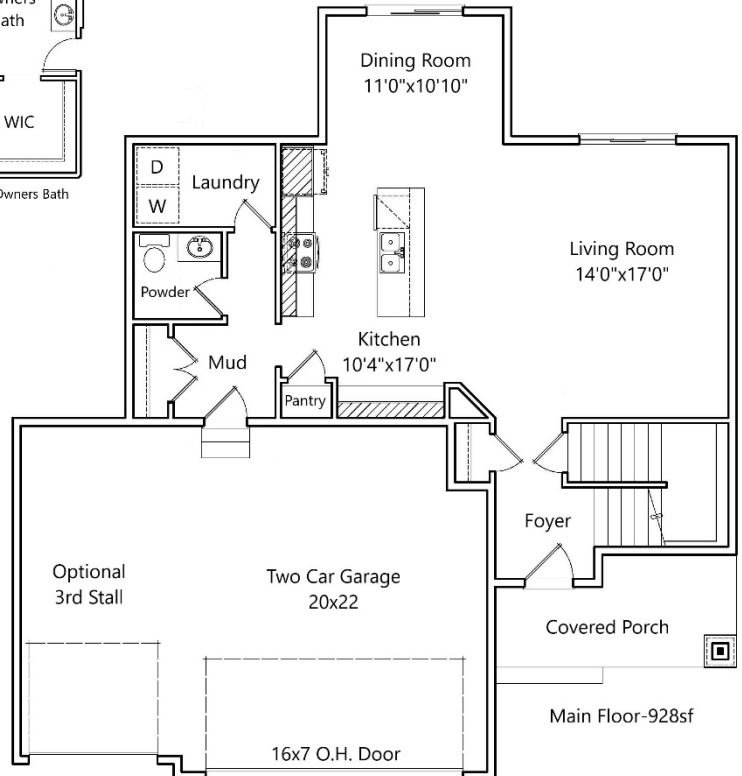 ath
WIC
Owners Bath
Dining Room
11'0"x10'10"
D
W
Laundry
Powder
Mud
Pantry
Kitchen
10'4"x17'0"
Living Room
14'0"x17'0"
Foyer
Optional
3rd Stall
Two Car Garage
20x22
16x7 O.H. Door
Covered Porch
Main Floor-928sf